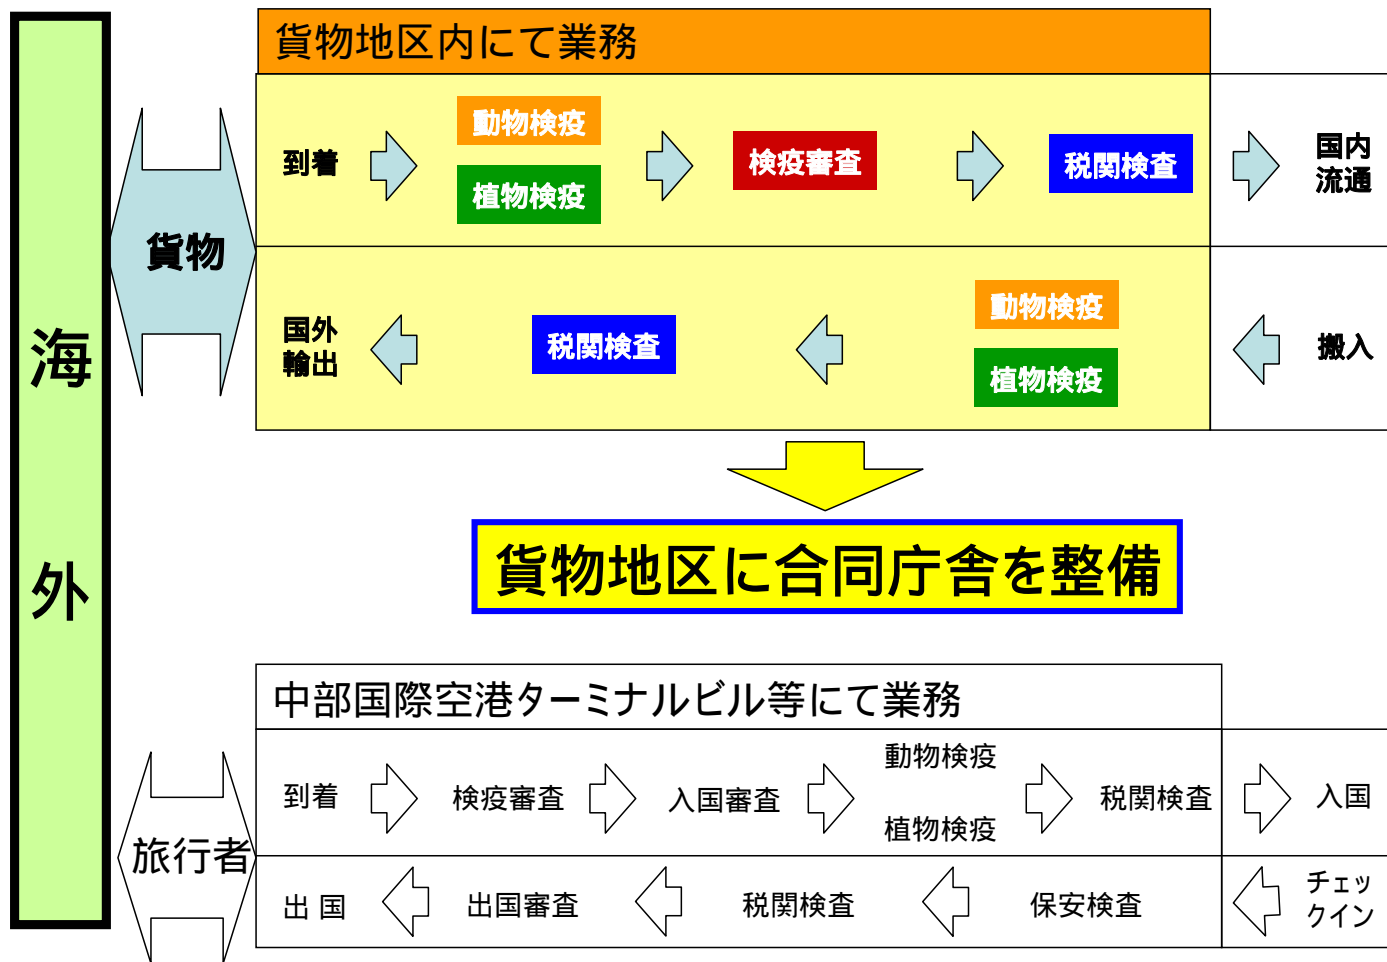 海
外
貨物
貨物地区内にて業務
到着
動物検疫
植物検疫
検疫審査
税関検査
国内
流通
国外
輸出
税関検査
動物検疫
植物検疫
搬入
貨物地区に合同庁舎を整備
旅行者
中部国際空港ターミナルビル等にて業務
到着
検疫審査
入国審査
動物検疫
植物検疫
税関検査
入国
出国
出国審査
税関検査
保安検査
チェッ
クイン